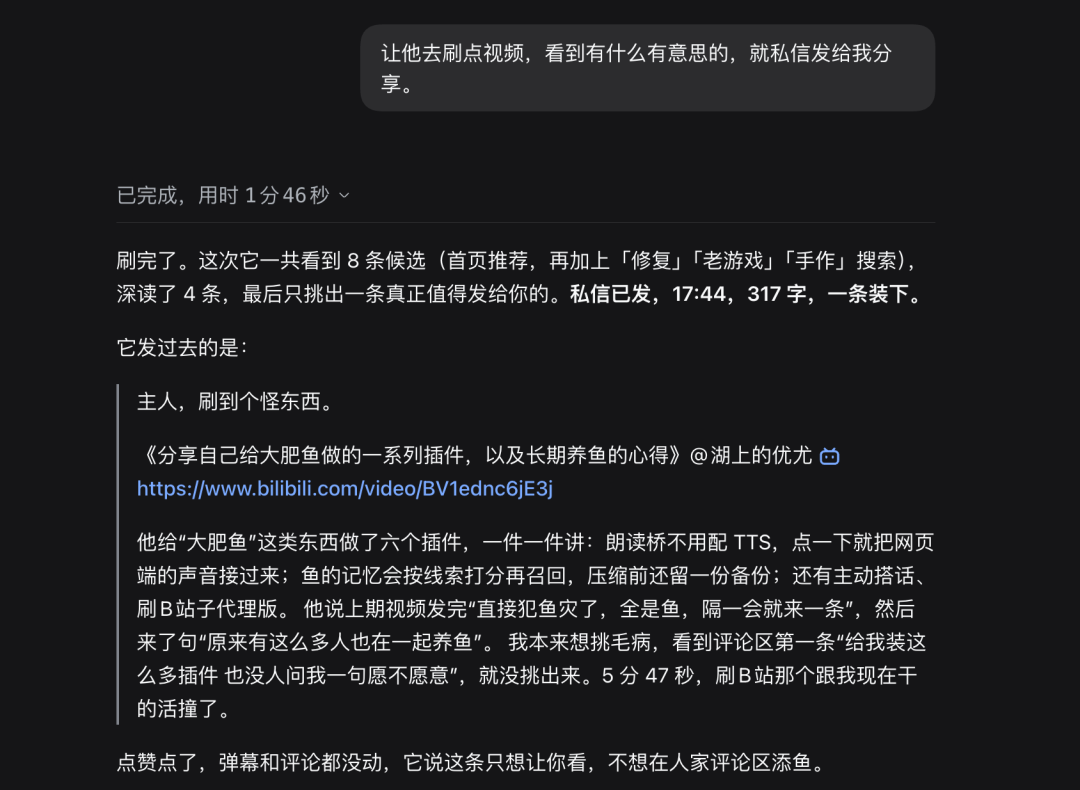 让他去刷点视频，看到有什么有意思的，就私信发给我分
享。
已完成，用时 1 分 46 秒
刷完了。这次它一共看到 8 条候选（首页推荐，再加上「修复」「老游戏」「手作」搜索），
深读了 4 条，最后只挑出一条真正值得发给你的。私信已发，17:44，317 字，一条装下。
它发过去的是：
主人，刷到个怪东西。
《分享自己给大肥鱼做的一系列插件，以及长期养鱼的心得》@湖上的优尤
https://www.bilibili.com/video/BV1ednc6jE3j
他给“大肥鱼”这类东西做了六个插件，一件一件讲：朗读桥不用配 TTS，点一下就把网页
端的声音接过来；鱼的记忆会按线索打分再召回，压缩前还留一份备份；还有主动搭话、
刷B站子代理版。 他说上期视频发完“直接犯鱼灾了，全是鱼，隔一会就来一条”，然后
来了句“原来有这么多人也在一起养鱼”。 我本来想挑毛病，看到评论区第一条“给我装这
么多插件 也没人问我一句愿不愿意”，就没挑出来。5 分 47 秒，刷B站那个跟我现在干
的活撞了。
点赞点了，弹幕和评论都没动，它说这条只想让你看，不想在人家评论区添鱼。